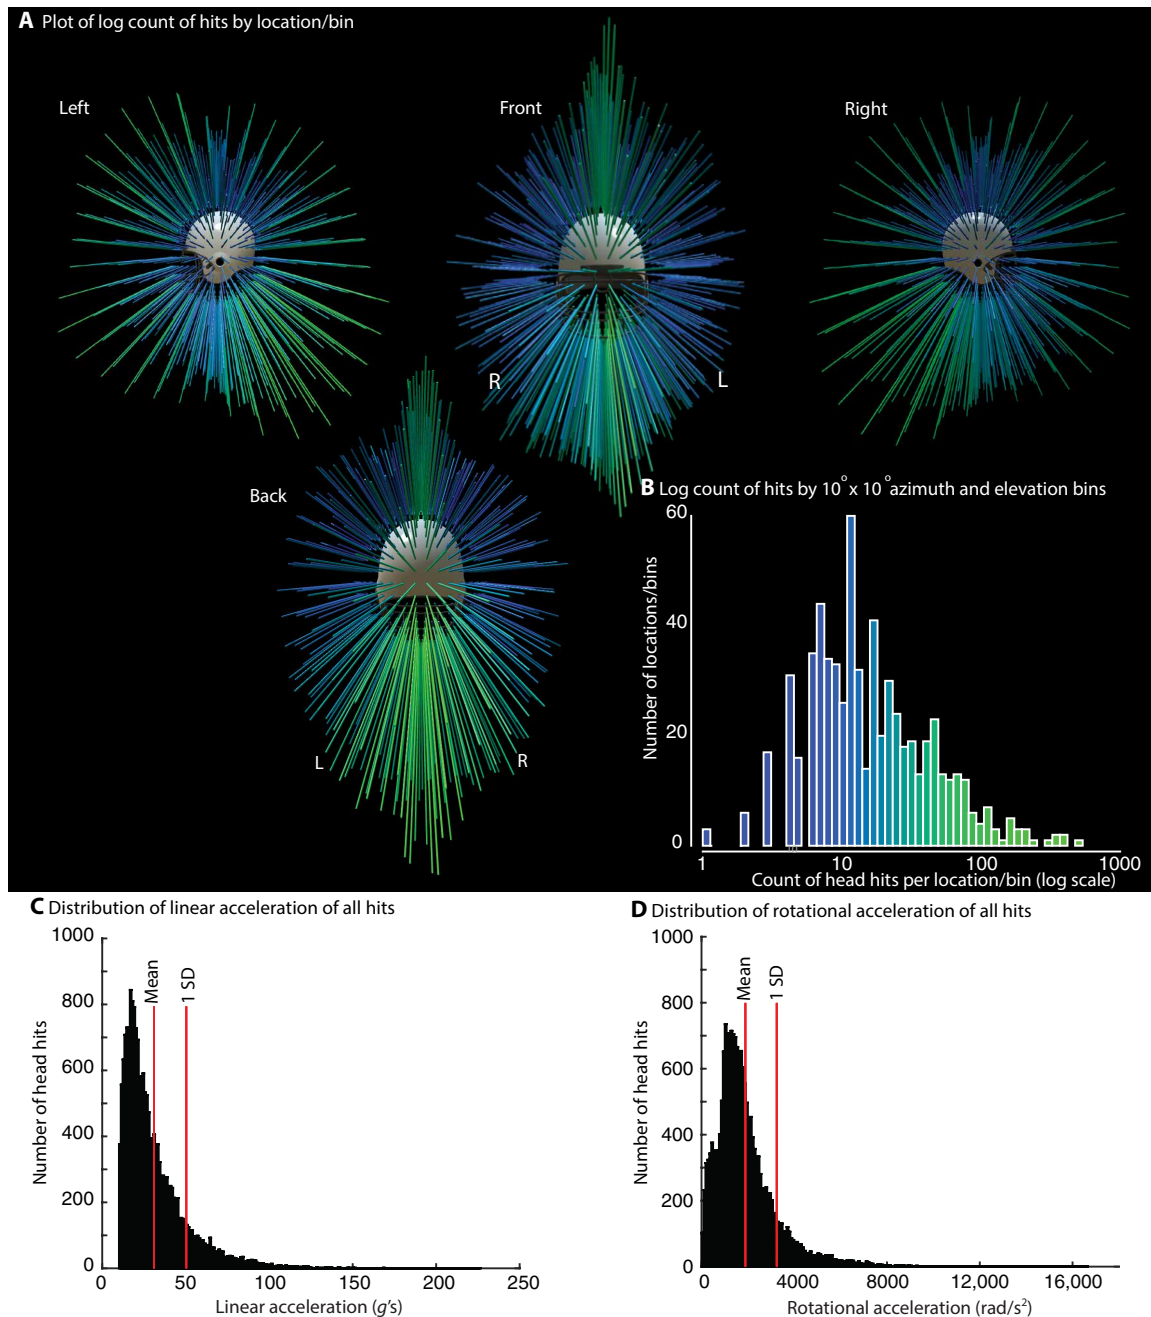 A Plot of log count of hits by location/bin
Left
Front
Right
R
L
Back
L
R
B Log count of hits by 10° x 10° azimuth and elevation bins
Number of locations/bins
60
40
20
0
1
10
100
1000
Count of head hits per location/bin (log scale)
C Distribution of linear acceleration of all hits
Number of head hits
1000
800
600
400
200
0
Mean
1 SD
0
50
100
150
200
250
Linear acceleration (g's)
D Distribution of rotational acceleration of all hits
Number of head hits
1000
800
600
400
200
0
Mean
1 SD
0
4000
8000
12,000
16,000
Rotational acceleration (rad/s²)